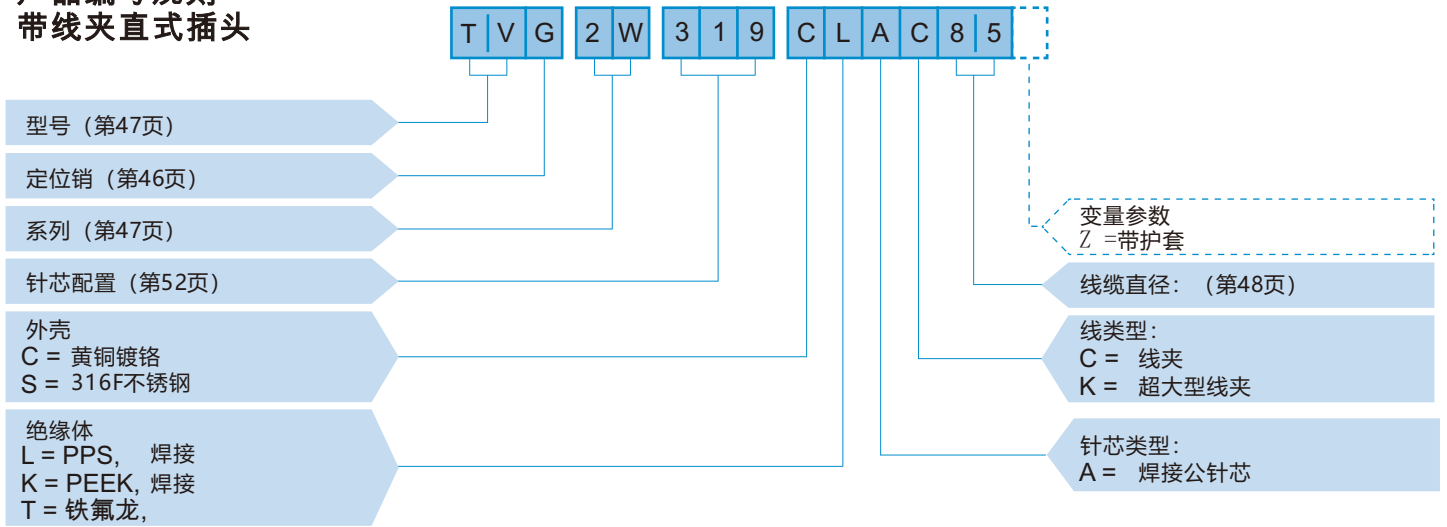 带线夹直式插头
T V G 2 W 3 1 9 C L A C 8 5
型号（第47页）
定位销（第46页）
系列（第47页）
针芯配置（第52页）
外壳
C = 黄铜镀铬
S = 316F不锈钢
绝缘体
L = PPS, 焊接
K = PEEK, 焊接
T = 铁氟龙,
变量参数
Z =带护套
线缆直径：（第48页）
线类型：
C = 线夹
K = 超大型线夹
针芯类型：
A = 焊接公针芯